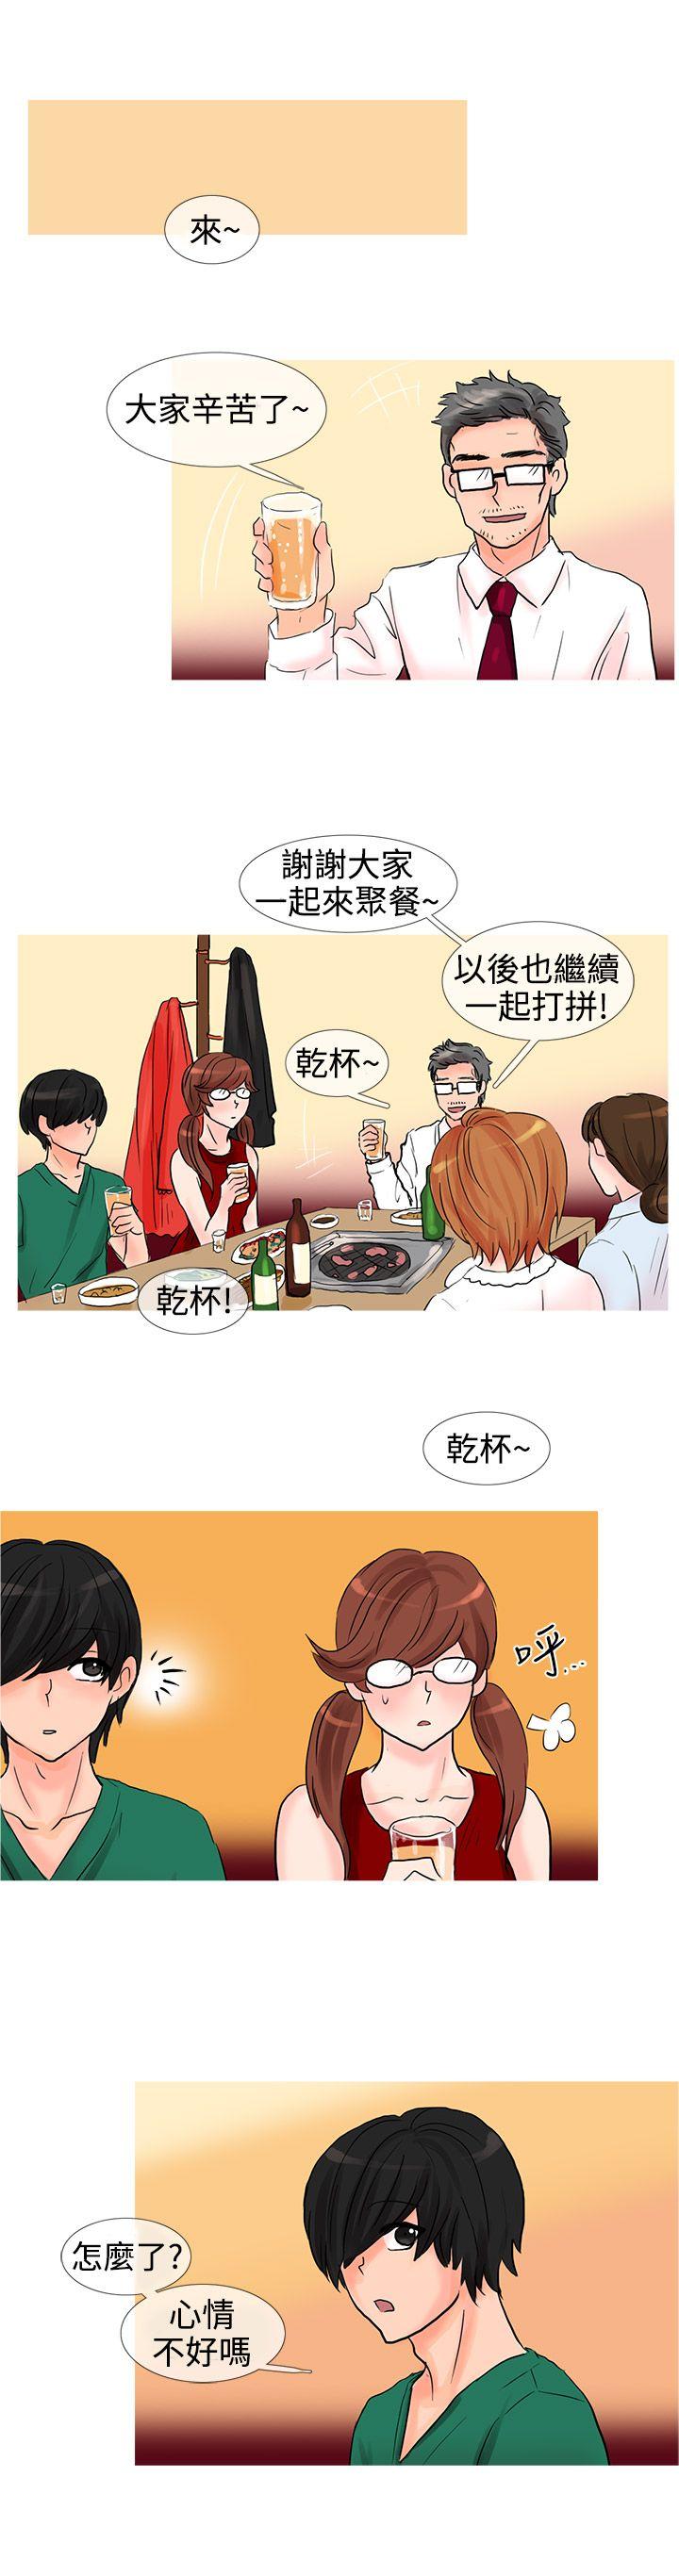 來~
大家辛苦了~
謝謝大家
一起來聚餐~
以後也繼續
一起打拼!
乾杯~
乾杯!
乾杯~
呼...
怎麼了?
心情
不好嗎